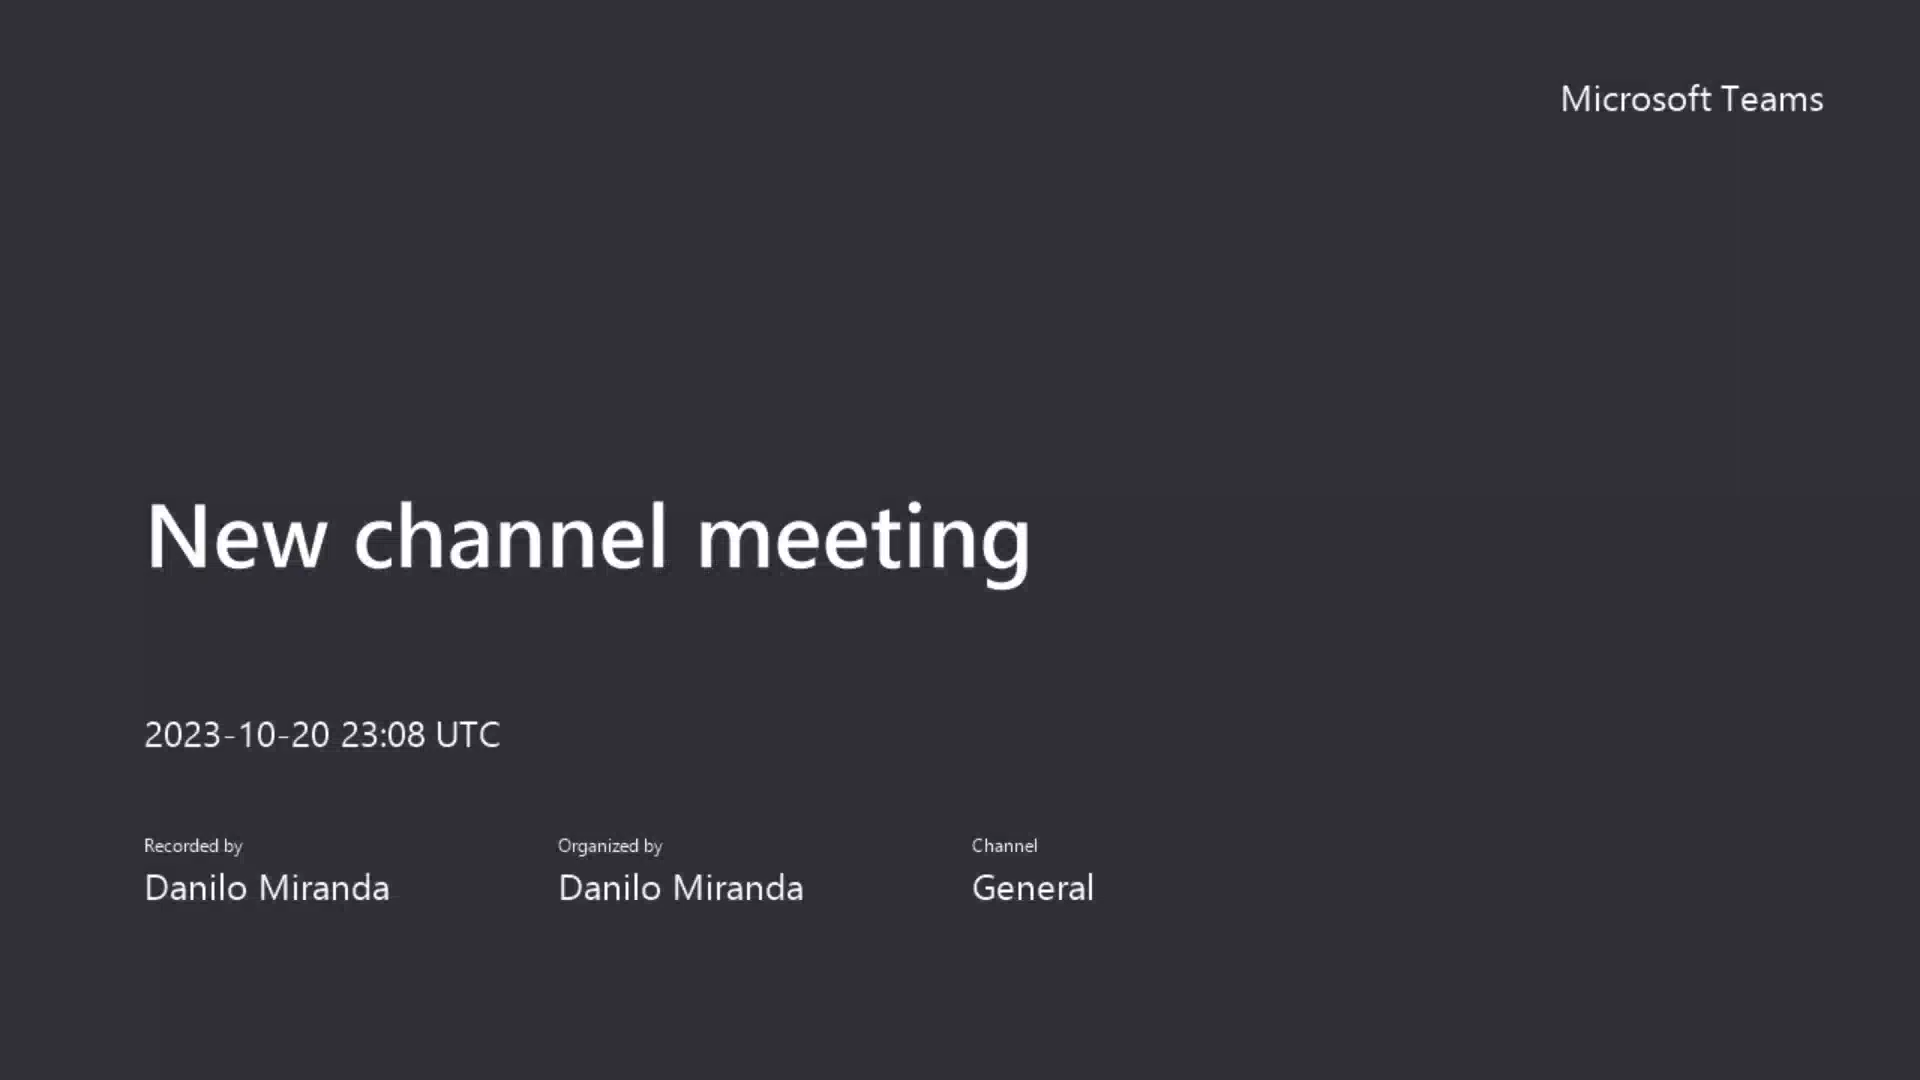 Microsoft Teams
New channel meeting
2023-10-20 23:08 UTC
Recorded by
Danilo Miranda
Organized by
Danilo Miranda
Channel
General